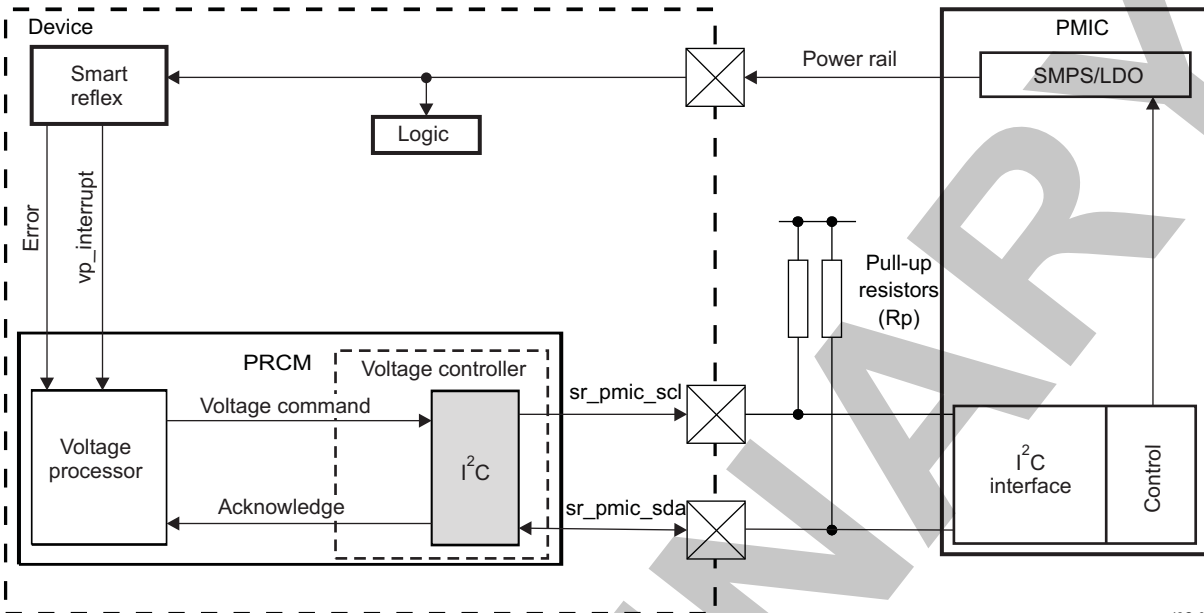 Device
PMIC
Smart
reflex
Power rail
SMPS/LDO
Logic
Error
vp_interrupt
Pull-up
resistors
(Rp)
PRCM
Voltage controller
sr_pmic_scl
Voltage command
Voltage
processor
I²C
I²C
interface
Control
Acknowledge
sr_pmic_sda